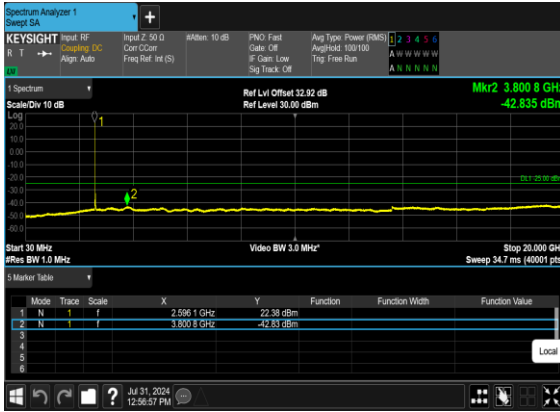 Spectrum Analyzer 1
Swept SA
+
KEYSIGHT
R T
Input: RF
Coupling: DC
Align: Auto
Input Z: 50 Ω
Corr CCorr
Freq Ref: Int (S)
#Atten: 10 dB
PNO: Fast
Gate: Off
IF Gain: Low
Sig Track: Off
Avg Type: Power (RMS)
Avg|Hold: 100/100
Trig: Free Run
1 2 3 4 5 6
A W W W W W
A N N N N N
1 Spectrum
Scale/Div 10 dB
Ref Lvl Offset 32.92 dB
Ref Level 30.00 dBm
Mkr2 3.800 8 GHz
-42.835 dBm
Log
20.0
10.0
0.00
-10.0
-20.0
-30.0
-40.0
-50.0
-60.0
1
2
Start 30 MHz
#Res BW 1.0 MHz
Video BW 3.0 MHz*
Stop 20.000 GH
Sweep 34.7 ms (40001 pts
5 Marker Table
Mode Trace Scale X Y Function Function Width Function Value
1 N 1 f 2.596 1 GHz 22.38 dBm
2 N 1 f 3.800 8 GHz -42.83 dBm
3
4
5
6
Local
?
Jul 31, 2024
12:56:57 PM